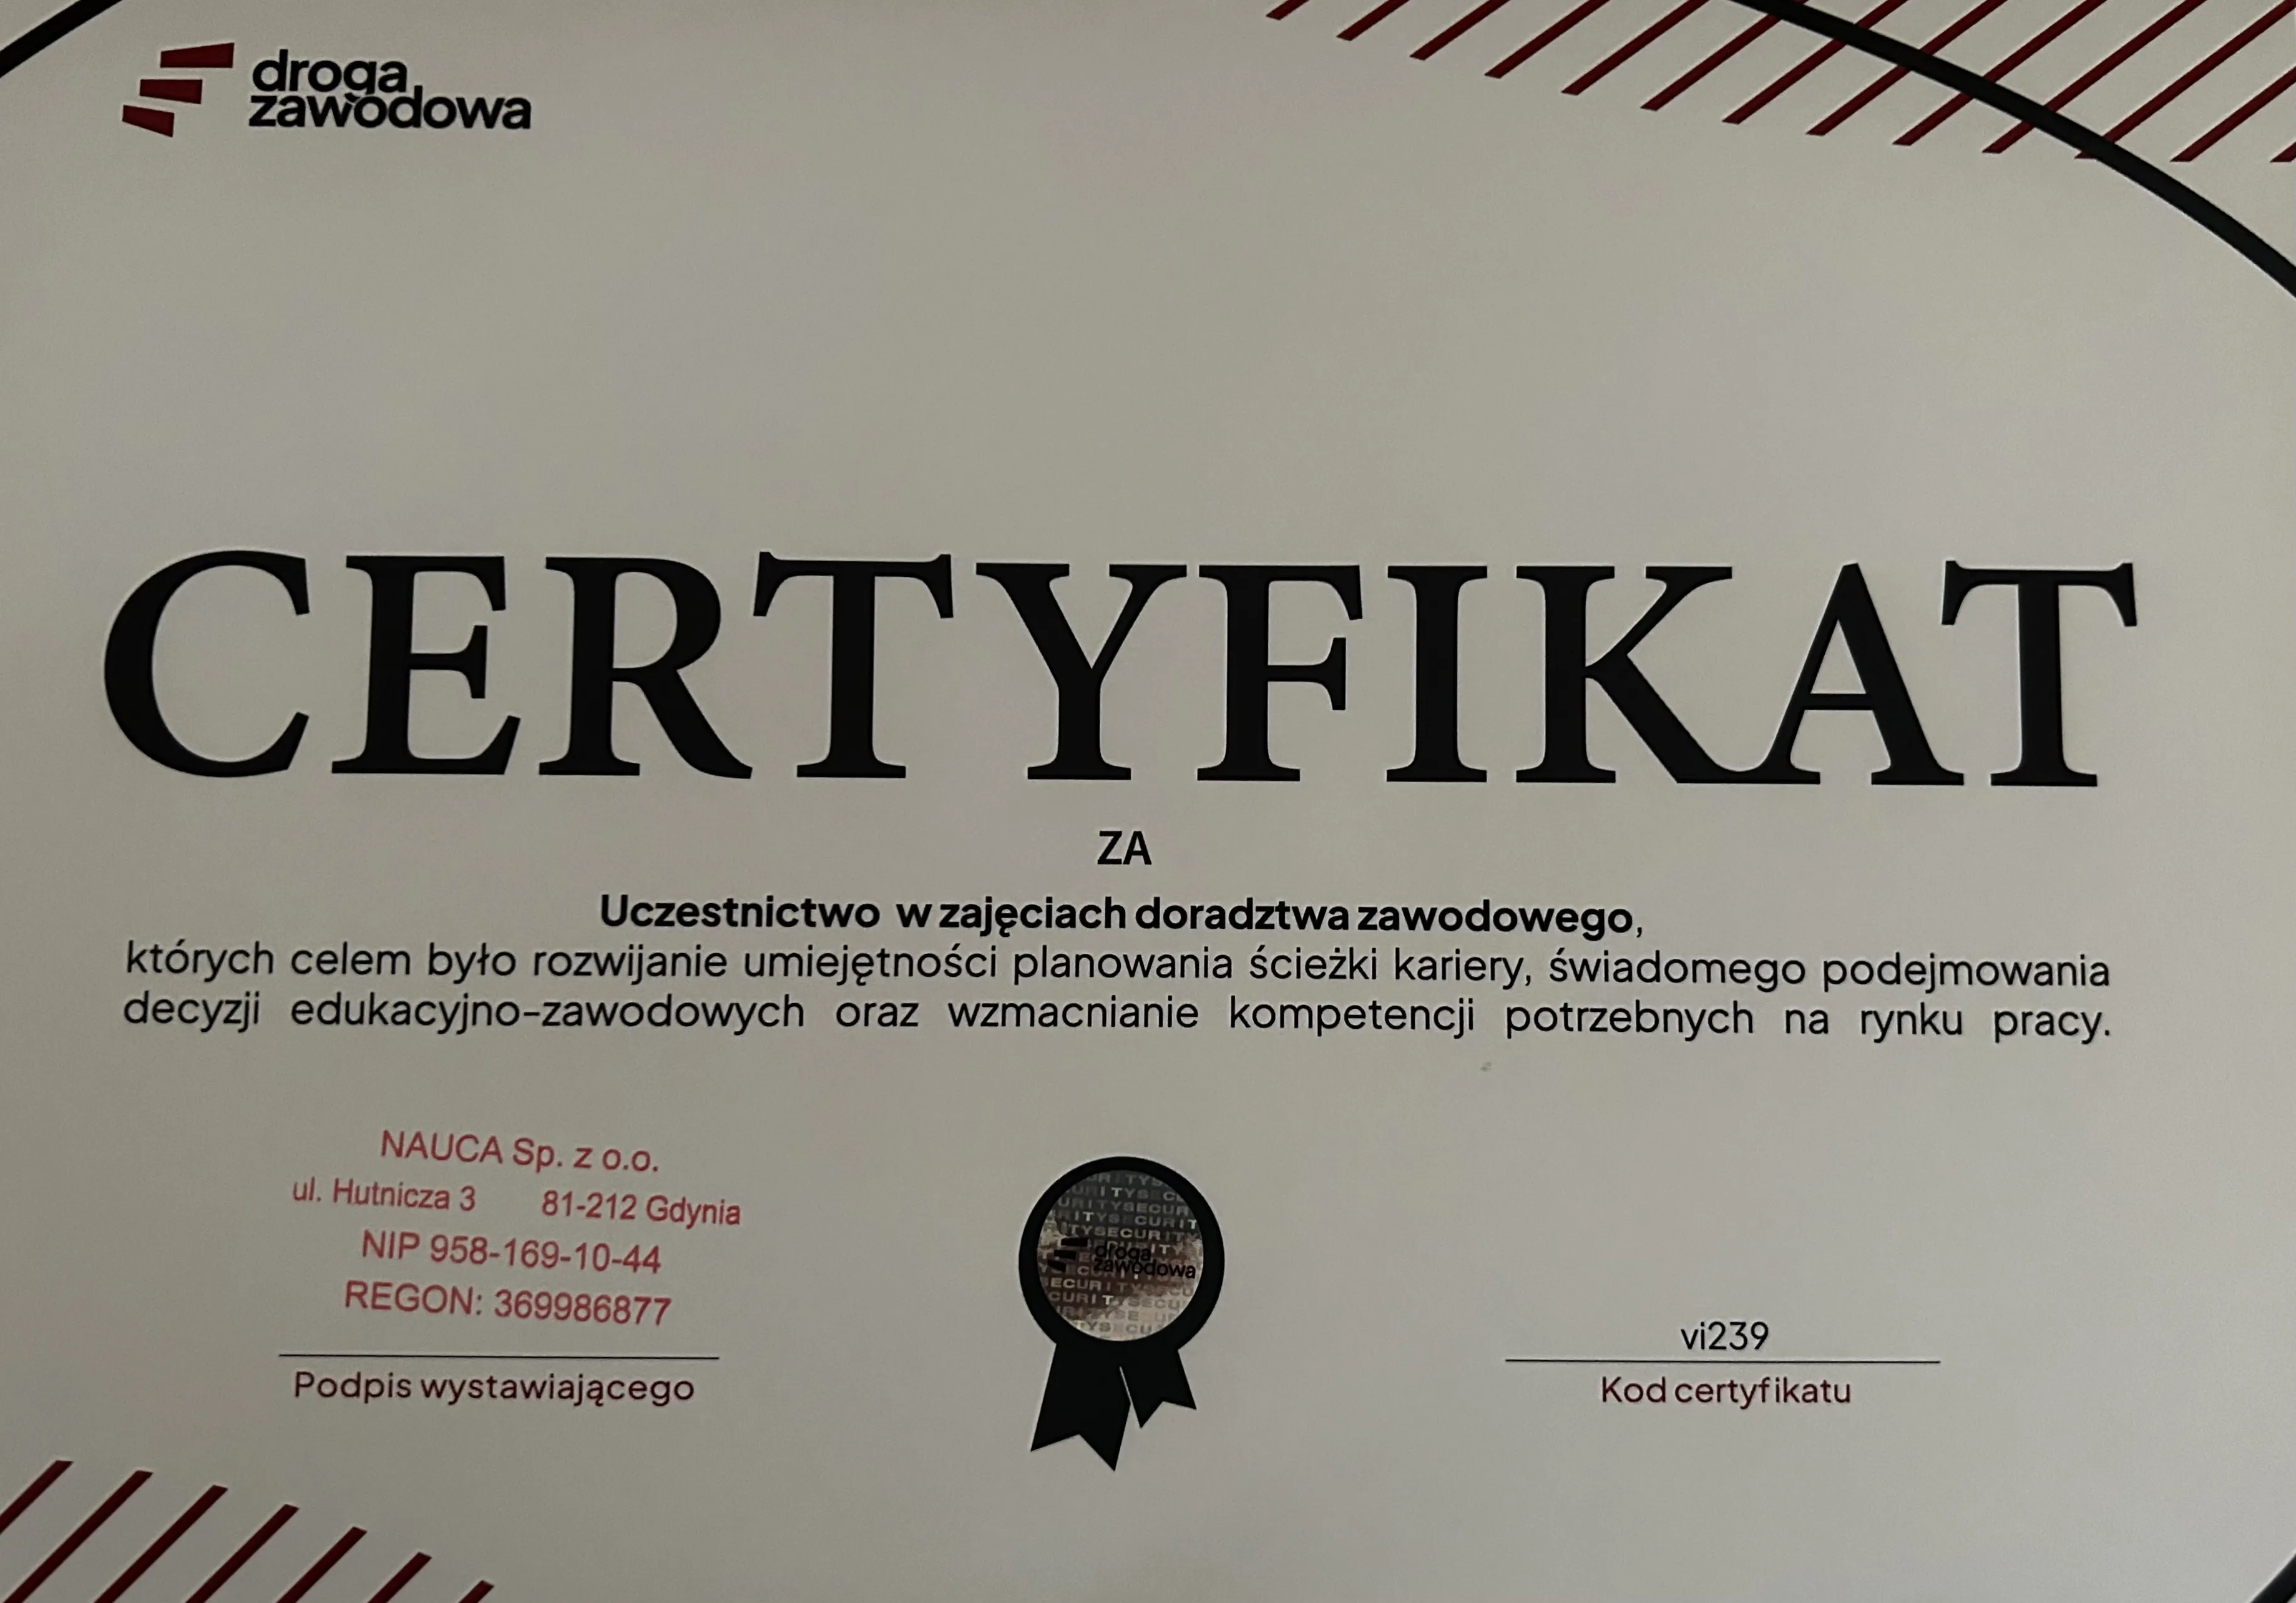 droga
zawodowa
CERTYFIKAT
ZA
Uczestnictwo w zajęciach doradztwa zawodowego,
których celem było rozwijanie umiejętności planowania ścieżki kariery, świadomego podejmowania
decyzji edukacyjno-zawodowych oraz wzmacnianie kompetencji potrzebnych na rynku pracy.
NAUCA Sp. z o.o.
ul. Hutnicza 3 81-212 Gdynia
NIP 958-169-10-44
REGON: 369986877
Podpis wystawiającego
droga
zawodowa
vi239
Kod certyfikatu